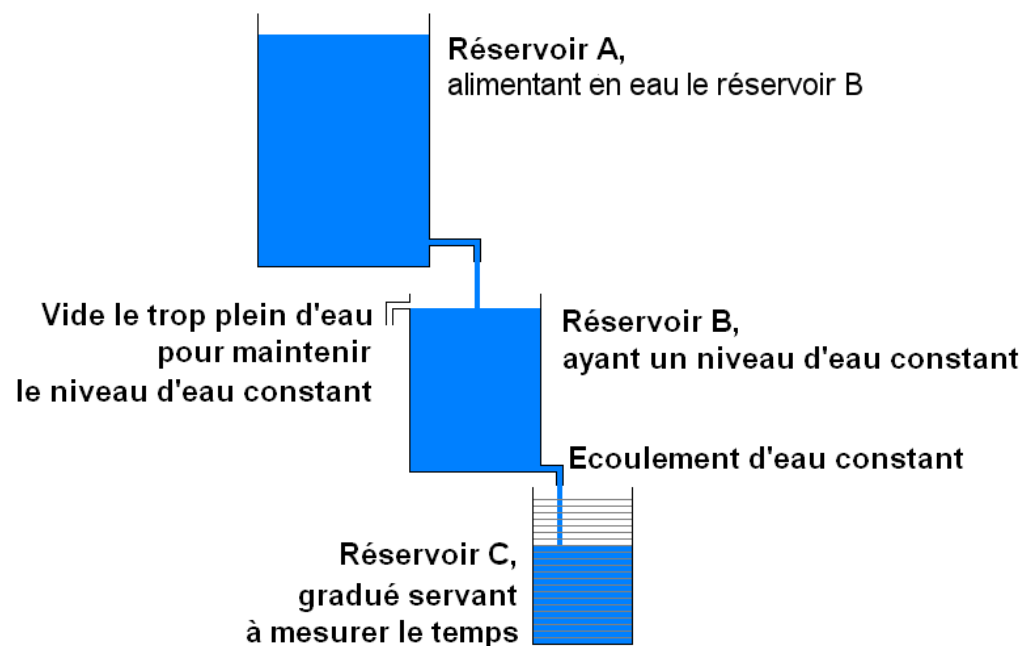 Réservoir A,
alimentant en eau le réservoir B
Vide le trop plein d'eau
pour maintenir
le niveau d'eau constant
Réservoir B,
ayant un niveau d'eau constant
Ecoulement d'eau constant
Réservoir C,
gradué servant
à mesurer le temps